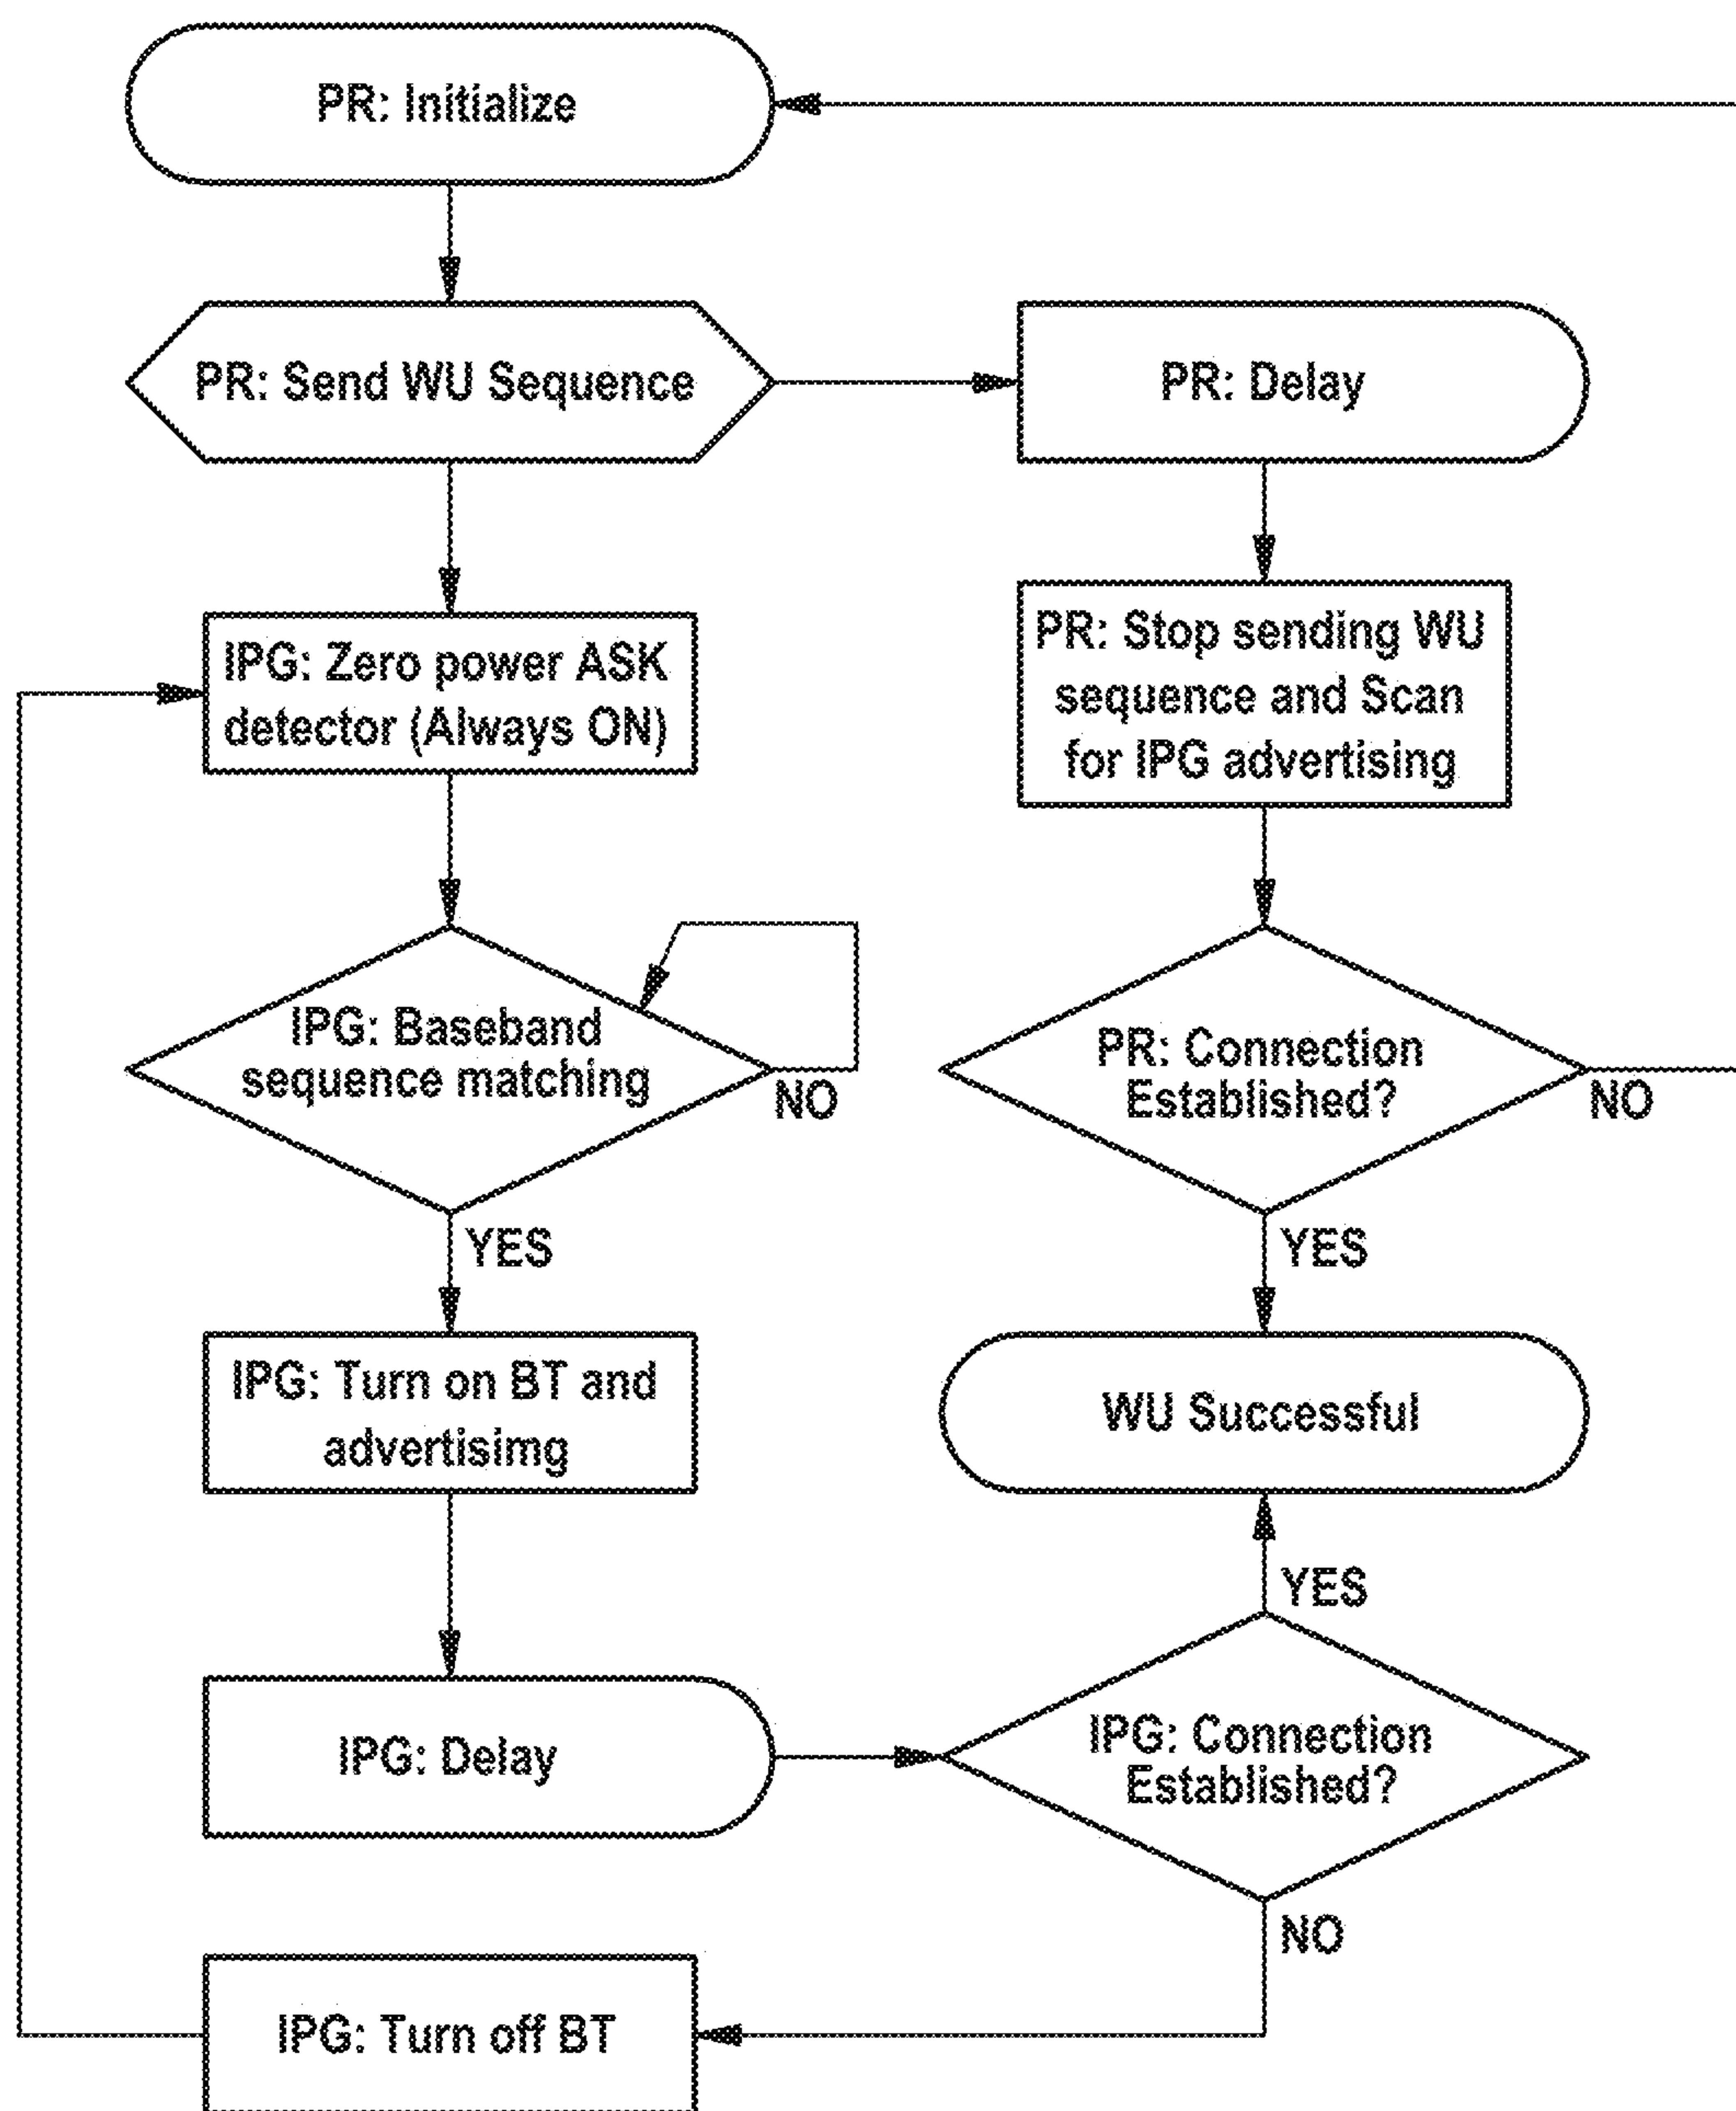 PR: Initialize
PR: Send WU Sequence
PR: Delay
IPG: Zero power ASK
detector (Always ON)
PR: Stop sending WU
sequence and Scan
for IPG advertising
IPG: Baseband
sequence matching
NO
YES
PR: Connection
Established?
NO
YES
IPG: Turn on BT and
advertisimg
WU Successful
YES
IPG: Delay
IPG: Connection
Established?
NO
IPG: Turn off BT